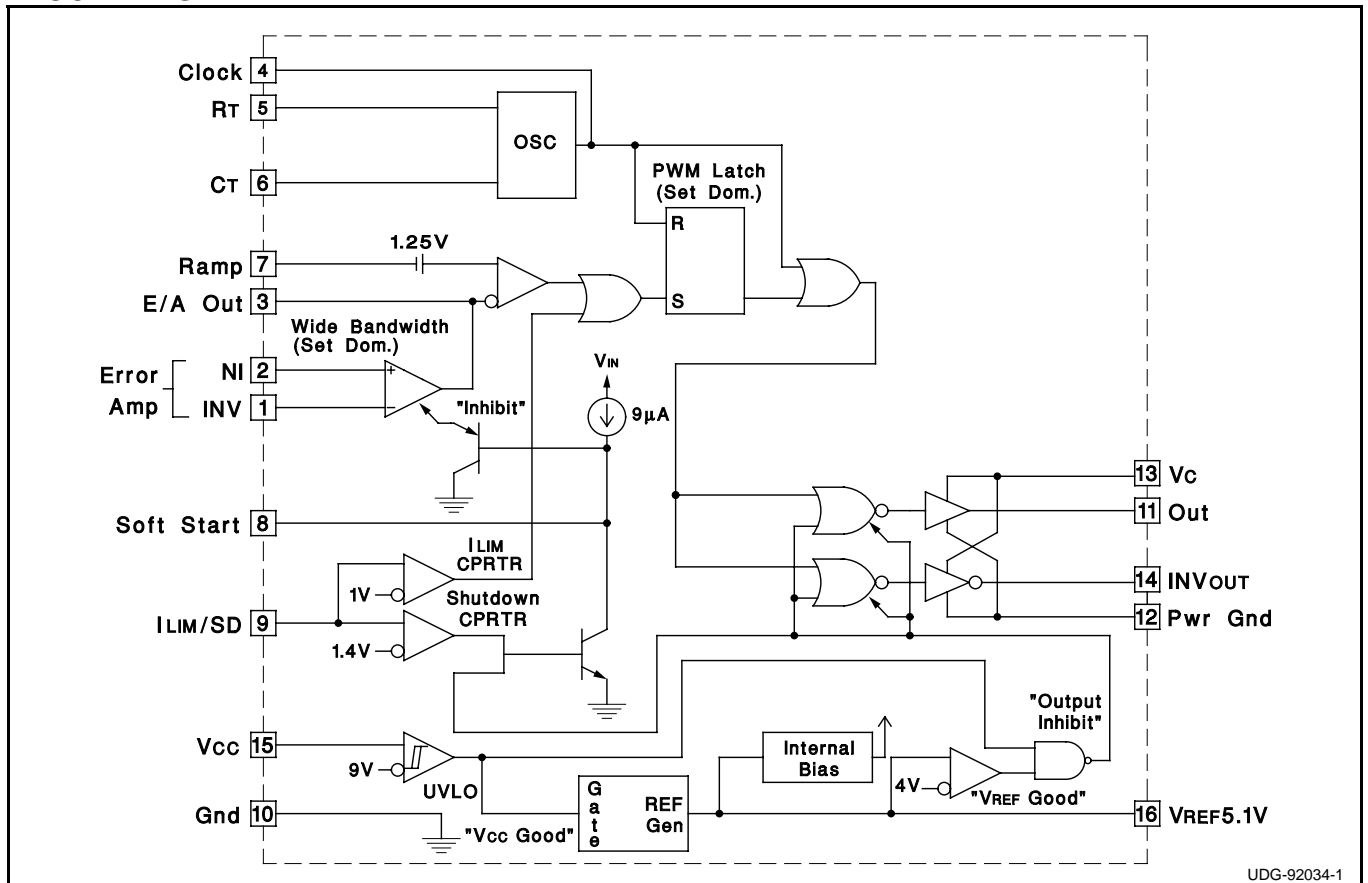 Clock 4
RT 5
CT 6
OSC
PWM Latch
(Set Dom.)
R
S
1.25V
Ramp 7
E/A Out 3
Wide Bandwidth
(Set Dom.)
Error
Amp
NI 2
INV 1
+
–
"Inhibit"
VIN
9µA
Soft Start 8
ILIM
CPRTR
1V
Shutdown
CPRTR
ILIM/SD 9
1.4V
13 Vc
11 Out
14 INVOUT
12 Pwr Gnd
"Output
Inhibit"
Vcc 15
9V
UVLO
Internal
Bias
4V
"VREF Good"
Gnd 10
"Vcc Good"
Gate
REF
Gen
16 VREF5.1V
UDG-92034-1